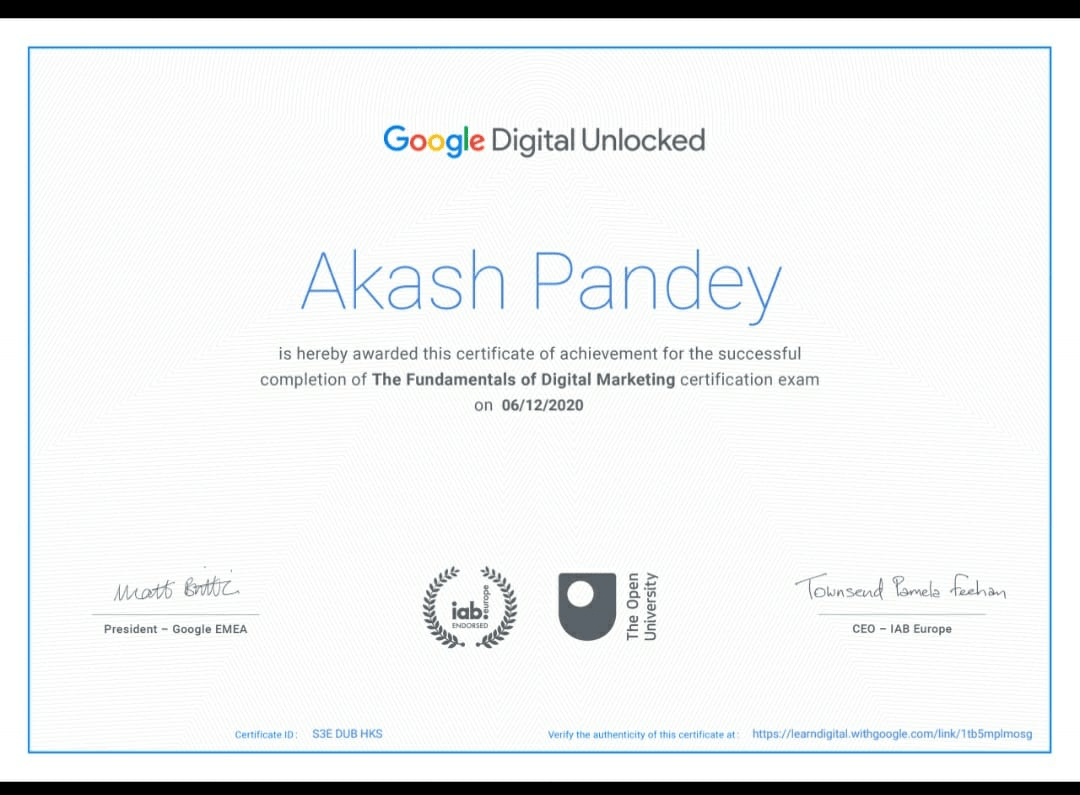 Google Digital Unlocked
Akash Pandey
is hereby awarded this certificate of achievement for the successful
completion of The Fundamentals of Digital Marketing certification exam
on 06/12/2020
Matt Brittin
President – Google EMEA
iab europe
ENDORSED
The Open
University
Townsend Pamela Feehan
CEO – IAB Europe
Certificate ID: S3E DUB HKS
Verify the authenticity of this certificate at: https://learndigital.withgoogle.com/link/1tb5mplmosg